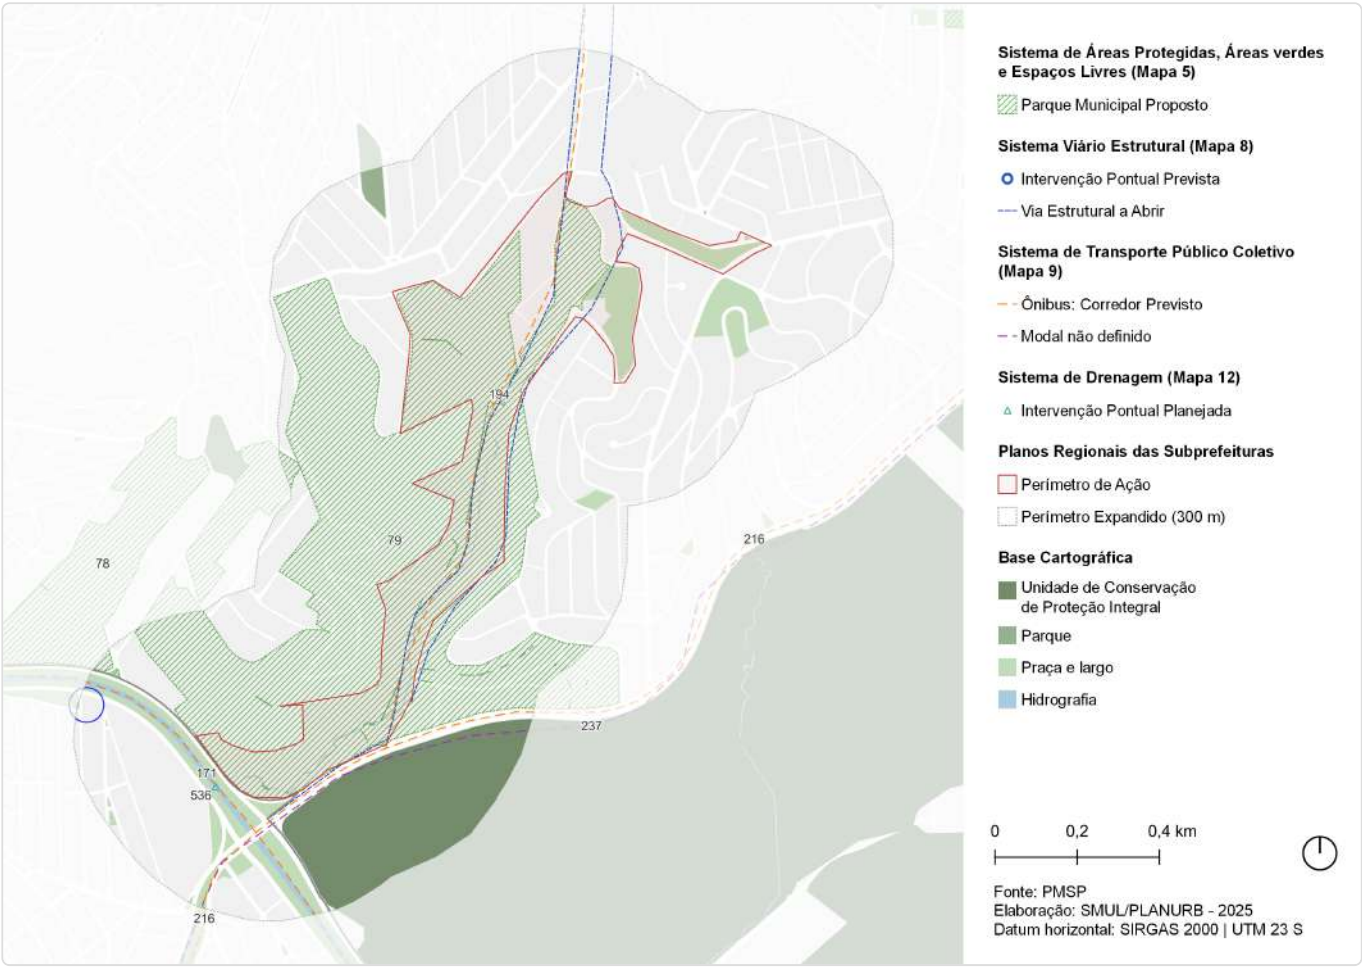 Sistema de Áreas Protegidas, Áreas verdes
e Espaços Livres (Mapa 5)
Parque Municipal Proposto
Sistema Viário Estrutural (Mapa 8)
Intervenção Pontual Prevista
Via Estrutural a Abrir
Sistema de Transporte Público Coletivo
(Mapa 9)
Ônibus: Corredor Previsto
Modal não definido
Sistema de Drenagem (Mapa 12)
Intervenção Pontual Planejada
Planos Regionais das Subprefeituras
Perímetro de Ação
Perímetro Expandido (300 m)
Base Cartográfica
Unidade de Conservação
de Proteção Integral
Parque
Praça e largo
Hidrografia
0 0,2 0,4 km
Fonte: PMSP
Elaboração: SMUL/PLANURB - 2025
Datum horizontal: SIRGAS 2000 | UTM 23 S
194
79
216
78
237
171
536
216